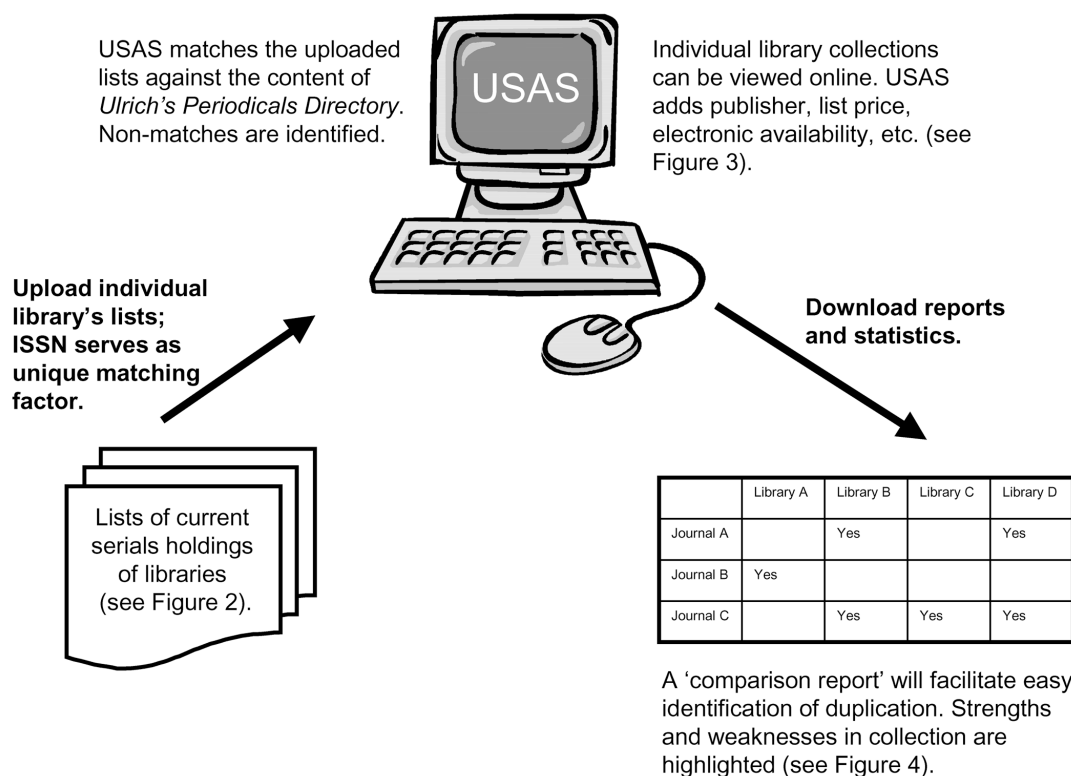 USAS matches the uploaded
lists against the content of
Ulrich's Periodicals Directory.
Non-matches are identified.
USAS
Individual library collections
can be viewed online. USAS
adds publisher, list price,
electronic availability, etc. (see
Figure 3).
Upload individual
library's lists;
ISSN serves as
unique matching
factor.
Download reports
and statistics.
Lists of current
serials holdings
of libraries
(see Figure 2).
Library A Library B Library C Library D
Journal A Yes Yes
Journal B Yes
Journal C Yes Yes Yes
A ‘comparison report’ will facilitate easy
identification of duplication. Strengths
and weaknesses in collection are
highlighted (see Figure 4).